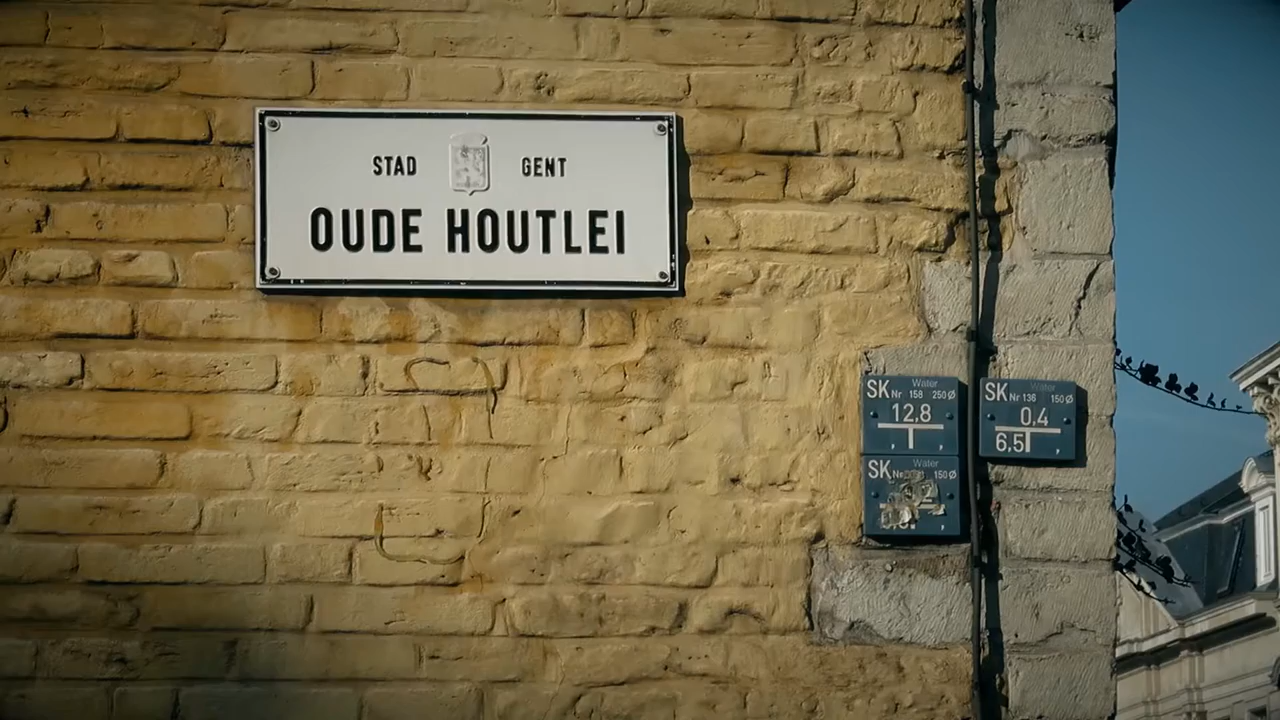 STAD GENT
OUDE HOUTLEI
SK Water
Nr 158 250Ø
12,8
SK Water
Nr 136 150Ø
0,4
6,5
SK Water
Nr 150Ø